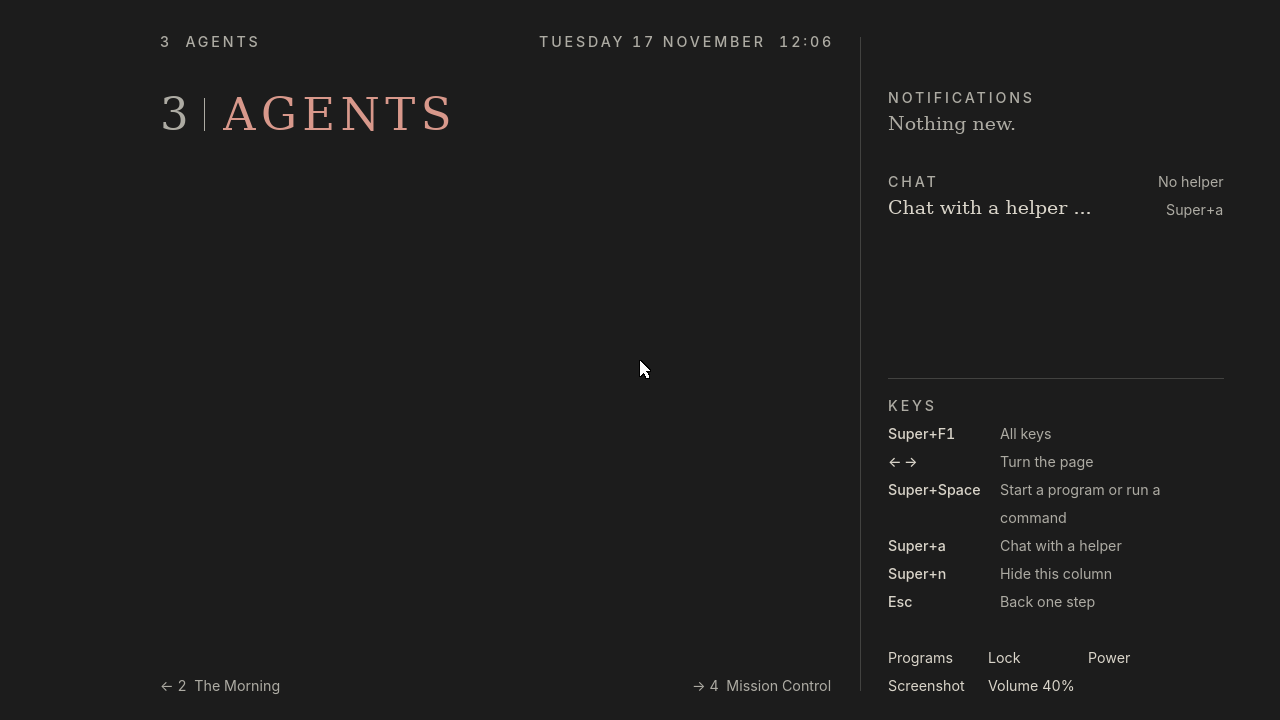 3 AGENTS
TUESDAY 17 NOVEMBER 12:06
3 AGENTS
NOTIFICATIONS
Nothing new.
CHAT No helper
Chat with a helper ... Super+a
KEYS
Super+F1 All keys
← → Turn the page
Super+Space Start a program or run a
command
Super+a Chat with a helper
Super+n Hide this column
Esc Back one step
Programs Lock Power
Screenshot Volume 40%
← 2 The Morning
→ 4 Mission Control